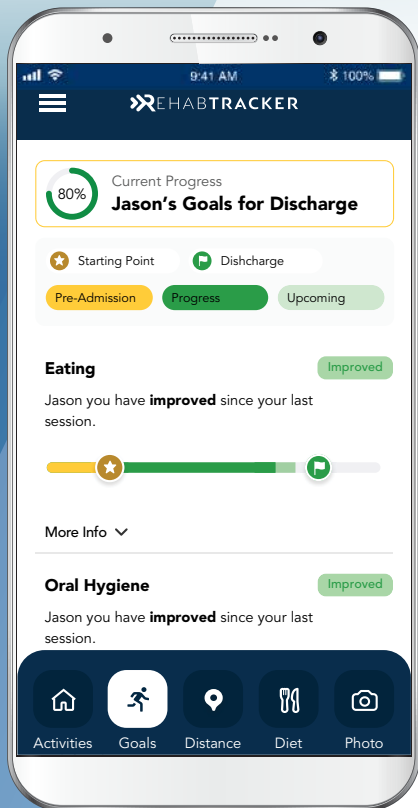 9:41 AM
100%
REHABTRACKER
80%
Current Progress
Jason's Goals for Discharge
Starting Point
Dishcharge
Pre-Admission
Progress
Upcoming
Eating
Improved
Jason you have improved since your last
session.
More Info
Oral Hygiene
Improved
Jason you have improved since your last
session.
Activities
Goals
Distance
Diet
Photo